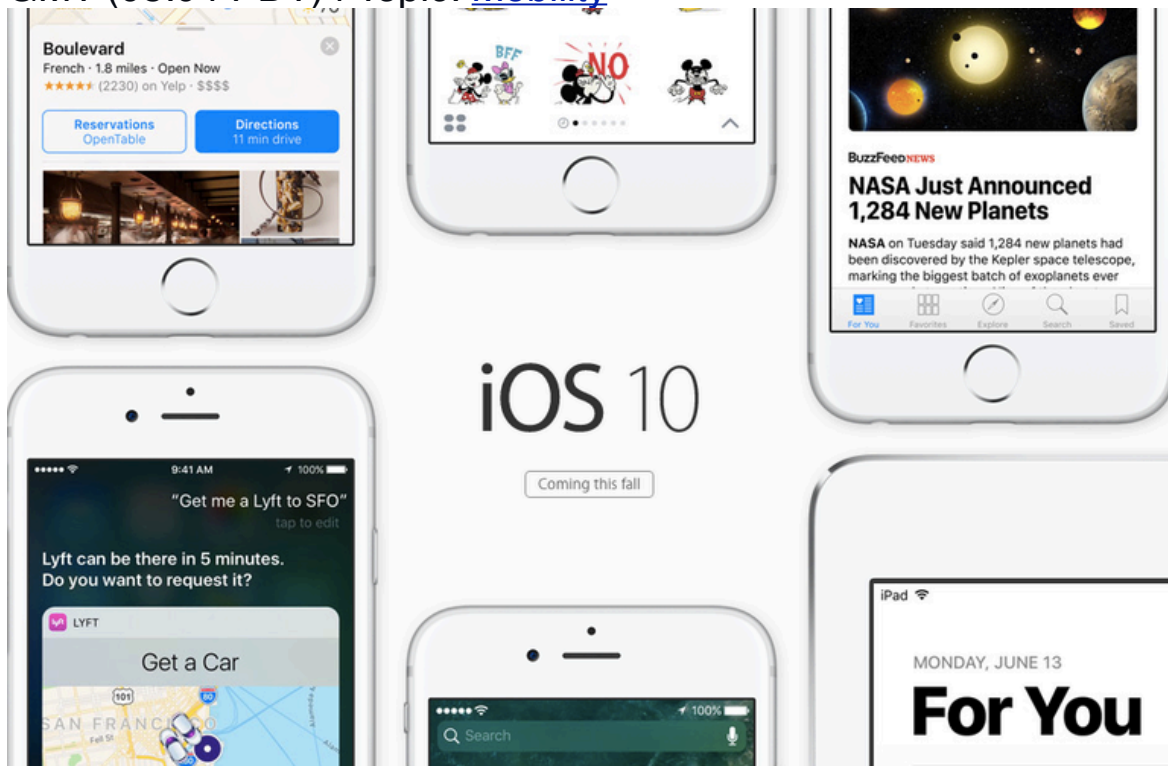 Boulevard
French · 1.8 miles · Open Now
(2230) on Yelp · $$$$
Reservations
OpenTable
Directions
11 min drive
BFF
NO
BuzzFeed NEWS
NASA Just Announced
1,284 New Planets
NASA on Tuesday said 1,284 new planets had
been discovered by the Kepler space telescope,
marking the biggest batch of exoplanets ever
For You
Favorites
Explore
Search
Saved
iOS 10
Coming this fall
9:41 AM
100%
"Get me a Lyft to SFO"
tap to edit
Lyft can be there in 5 minutes.
Do you want to request it?
LYFT
Get a Car
101
80
SAN FRANCISCO
Fell St
100%
Search
iPad
MONDAY, JUNE 13
For You